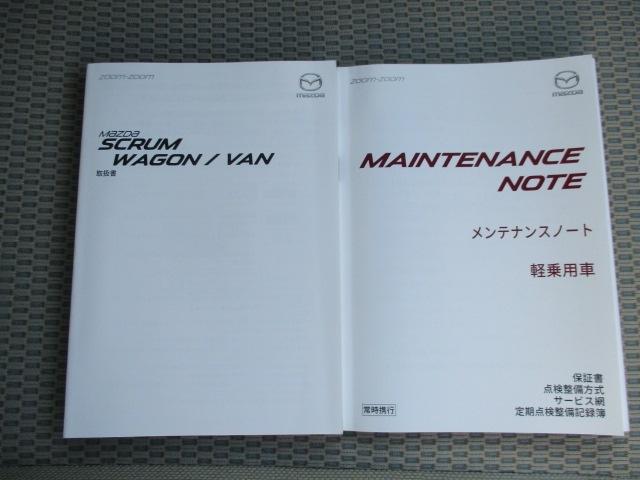 zoom-zoom
mazda
Mazda
SCRUM
WAGON / VAN
取扱書
zoom-zoom
mazda
MAINTENANCE
NOTE
メンテナンスノート
軽乗用車
保証書
点検整備方式
サービス網
定期点検整備記録簿
常時携行